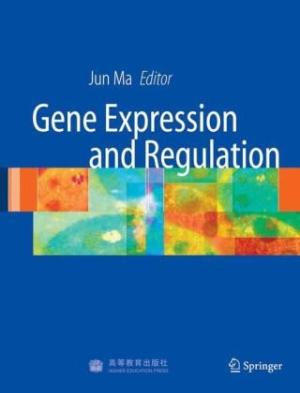 Jun Ma Editor
Gene Expression
and Regulation
高等教育出版社
HIGHER EDUCATION PRESS
Springer